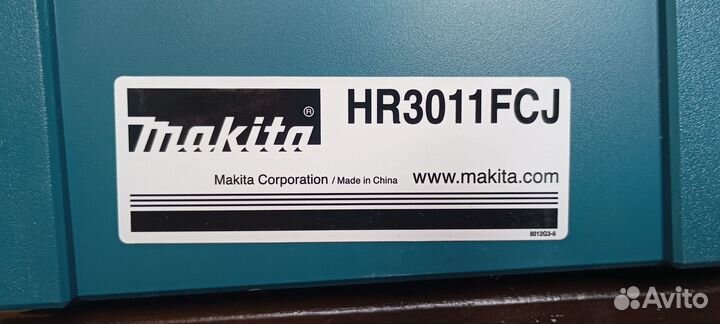 makita®
HR3011FCJ
Makita Corporation / Made in China
www.makita.com
8012G3-6
Avito